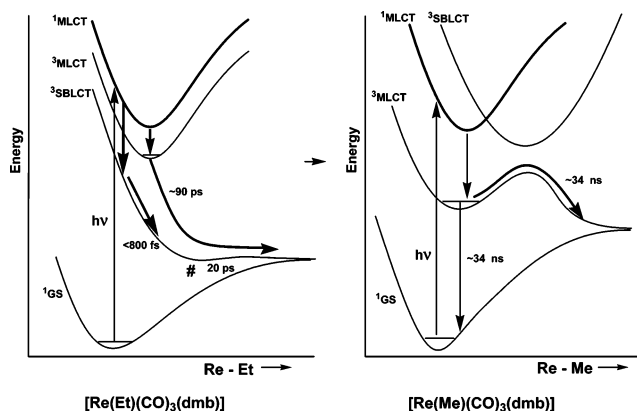 ¹MLCT
³MLCT
³SBLCT
Energy
hν
<800 fs
~90 ps
#
20 ps
¹GS
Re - Et
[Re(Et)(CO)₃(dmb)]
¹MLCT
³SBLCT
³MLCT
Energy
hν
~34 ns
~34 ns
¹GS
Re - Me
[Re(Me)(CO)₃(dmb)]